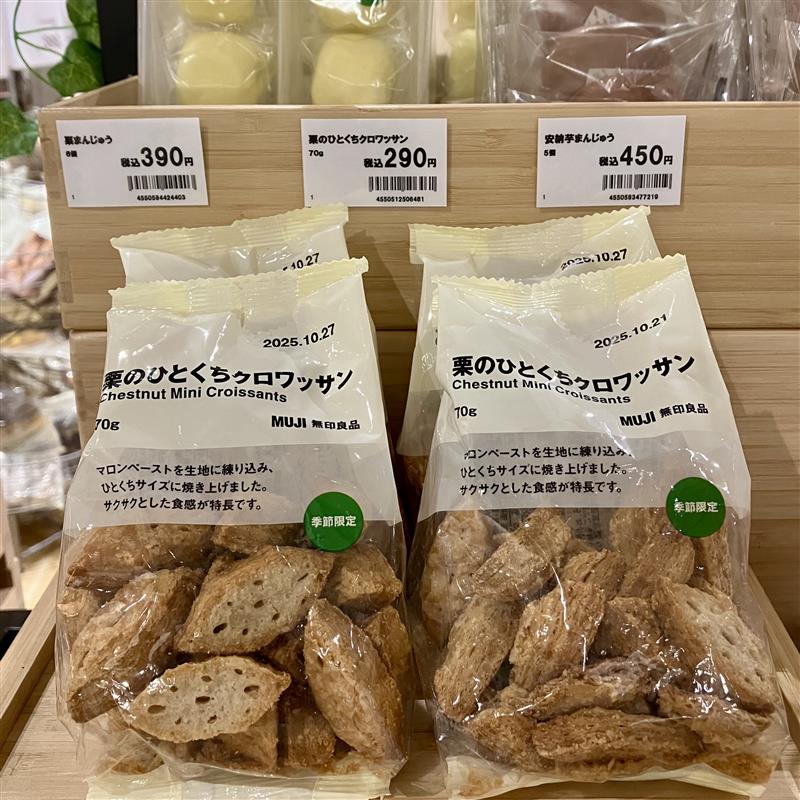 栗まんじゅう
6個
税込390円
1
4550584424403
栗のひとくちクロワッサン
70g
税込290円
1
4550512506481
安納芋まんじゅう
5個
税込450円
1
4550583477219
2025.10.27
栗のひとくちクロワッサン
Chestnut Mini Croissants
70g
MUJI 無印良品
マロンペーストを生地に練り込み、
ひとくちサイズに焼き上げました。
サクサクとした食感が特長です。
季節限定
2025.10.27
2025.10.21
栗のひとくちクロワッサン
Chestnut Mini Croissants
70g
MUJI 無印良品
マロンペーストを生地に練り込み、
ひとくちサイズに焼き上げました。
サクサクとした食感が特長です。
季節限定